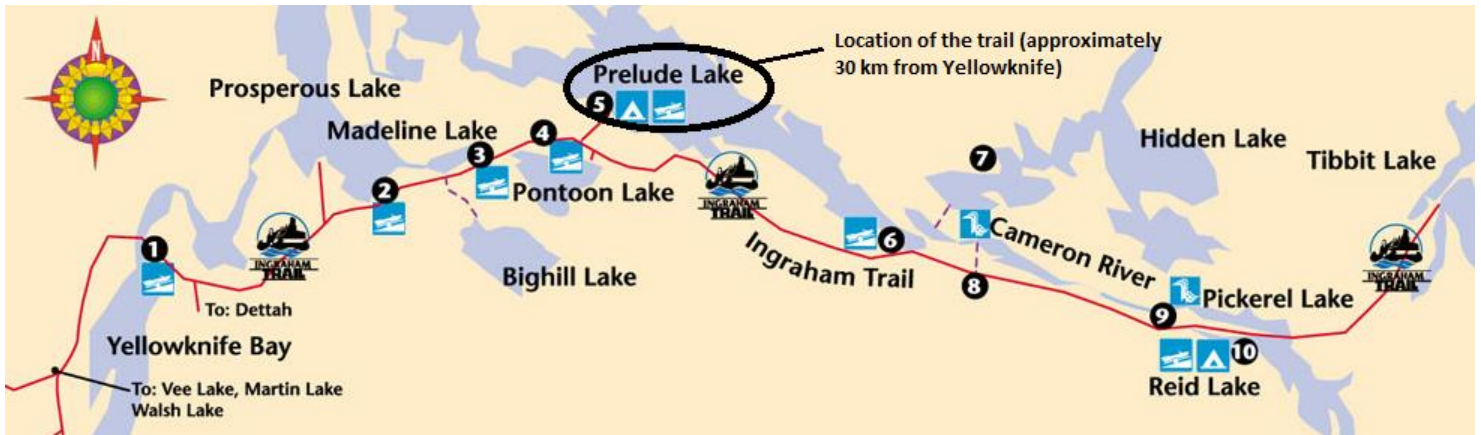 N
Location of the trail (approximately
30 km from Yellowknife)
Prelude Lake
5
Prosperous Lake
Madeline Lake
4
3
2
Pontoon Lake
7
Hidden Lake
Tibbit Lake
INGRAHAM
TRAIL
1
INGRAHAM
TRAIL
Bighill Lake
To: Dettah
Ingraham Trail
6
Cameron River
8
INGRAHAM
TRAIL
Pickerel Lake
9
10
Reid Lake
Yellowknife Bay
To: Vee Lake, Martin Lake
Walsh Lake